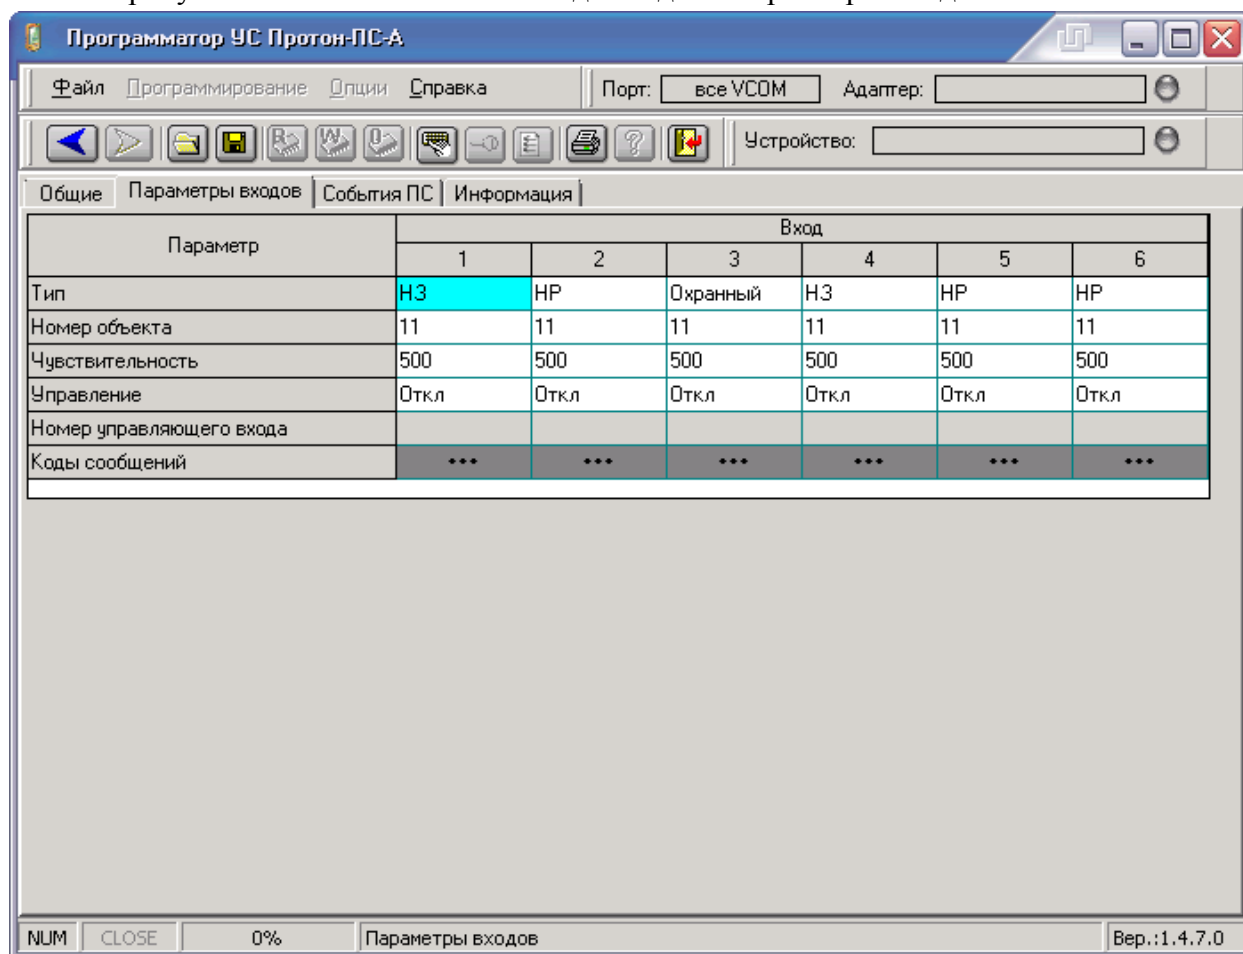 Программатор УС Протон-ПС-А
Файл Программирование Опции Справка Порт: все VCOM Адаптер:
Устройство:
Общие Параметры входов События ПС Информация
Параметр Вход
1 2 3 4 5 6
Тип НЗ НР Охранный НЗ НР НР
Номер объекта 11 11 11 11 11 11
Чувствительность 500 500 500 500 500 500
Управление Откл Откл Откл Откл Откл Откл
Номер управляющего входа
Коды сообщений ••• ••• ••• ••• ••• •••
NUM CLOSE 0% Параметры входов Вер.:1.4.7.0